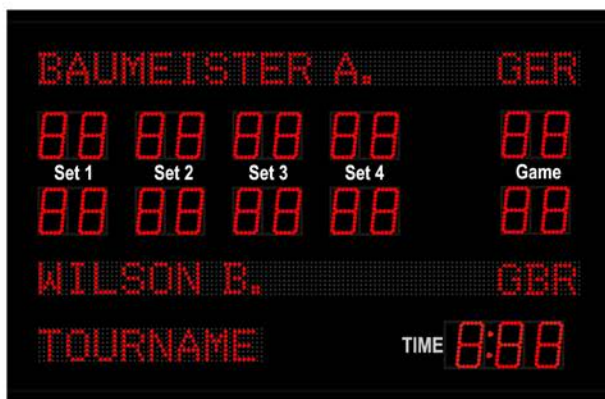 BAUMEISTER A. GER
88 88 88 88 88
Set 1 Set 2 Set 3 Set 4 Game
88 88 88 88 88
WILSON B. GBR
TOURNAME TIME 8:88